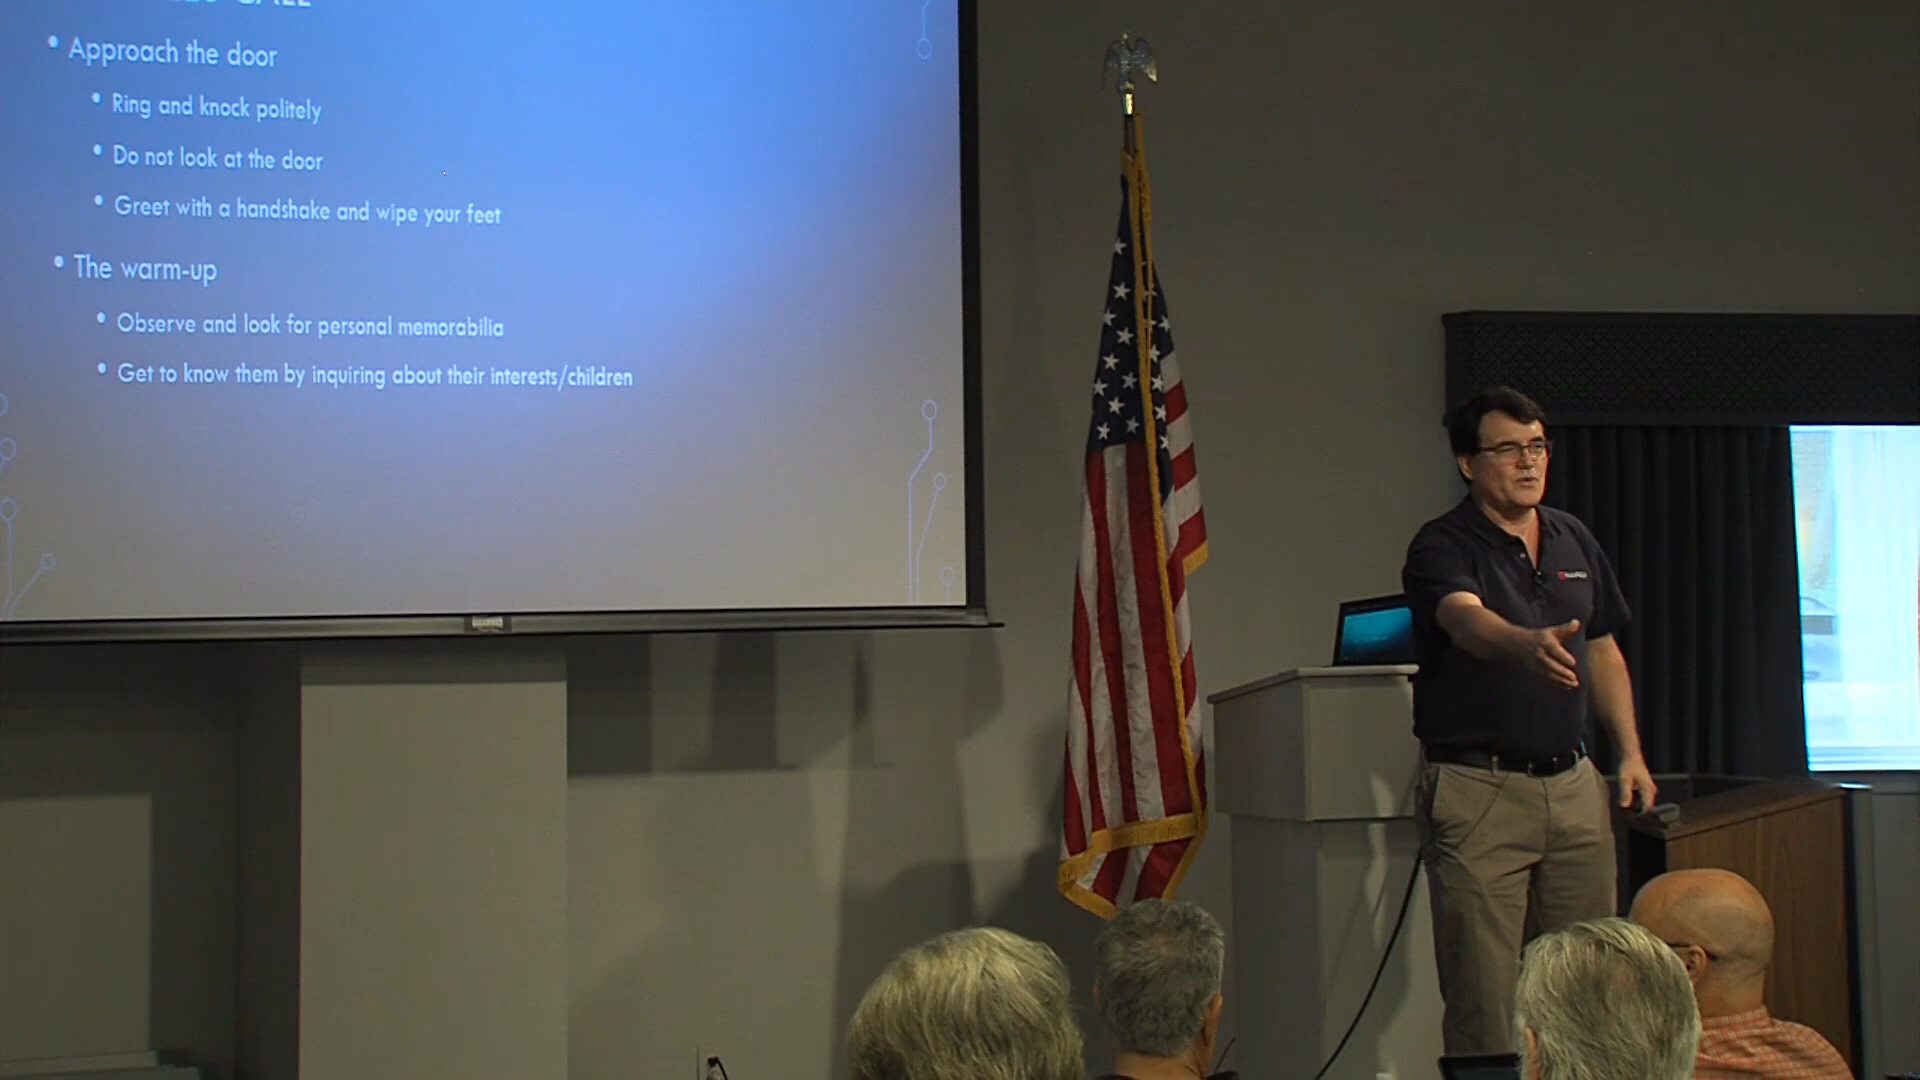 CALL
• Approach the door
• Ring and knock politely
• Do not look at the door
• Greet with a handshake and wipe your feet
• The warm-up
• Observe and look for personal memorabilia
• Get to know them by inquiring about their interests/children